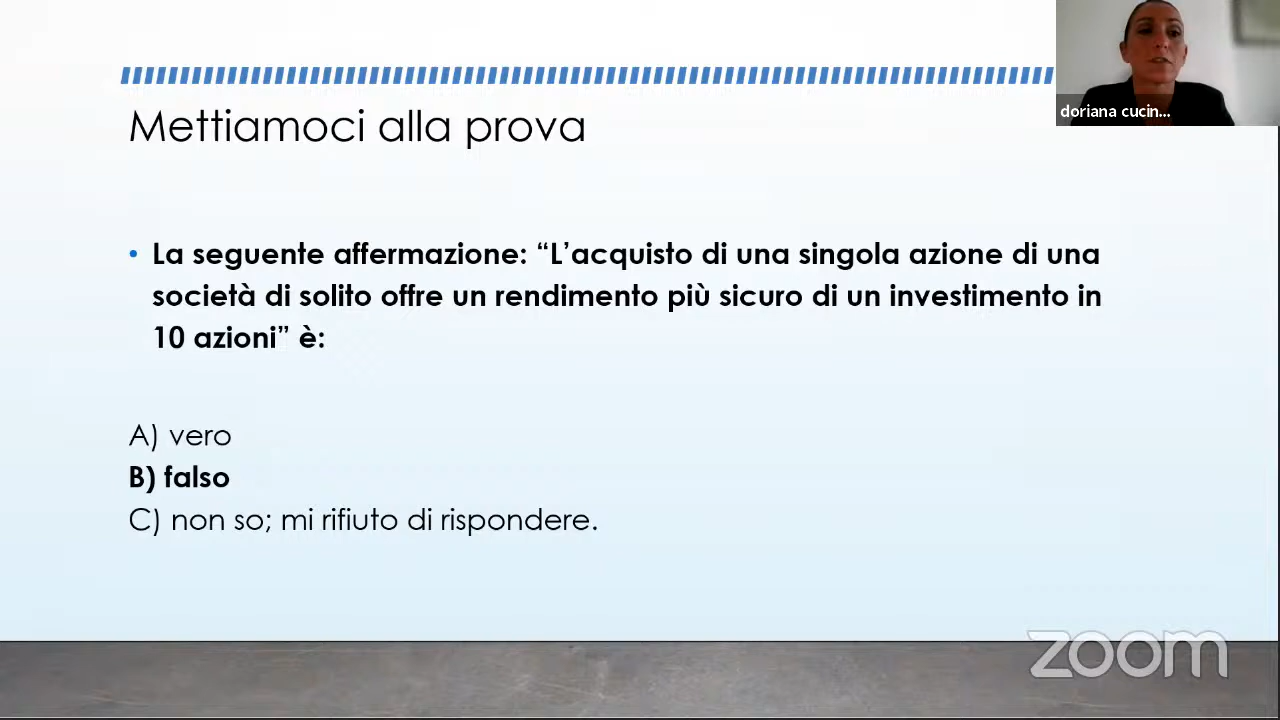 doriana cucin...
Mettiamoci alla prova
• La seguente affermazione: “L’acquisto di una singola azione di una
società di solito offre un rendimento più sicuro di un investimento in
10 azioni” è:
A) vero
B) falso
C) non so; mi rifiuto di rispondere.
zoom